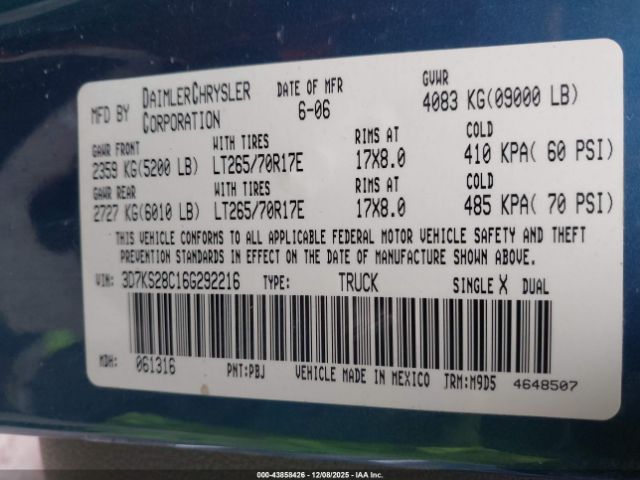 MFD BY DAIMLERCHRYSLER CORPORATION DATE OF MFR 6-06 GVWR 4083 KG(09000 LB)
GAWR FRONT WITH TIRES RIMS AT COLD
2359 KG(5200 LB) LT265/70R17E 17X8.0 410 KPA( 60 PSI)
GAWR REAR WITH TIRES RIMS AT COLD
2727 KG(6010 LB) LT265/70R17E 17X8.0 485 KPA( 70 PSI)
THIS VEHICLE CONFORMS TO ALL APPLICABLE FEDERAL MOTOR VEHICLE SAFETY AND THEFT
PREVENTION STANDARDS IN EFFECT ON THE DATE OF MANUFACTURE SHOWN ABOVE.
VIN: 3D7KS28C16G292216 TYPE: TRUCK SINGLE X DUAL
MDH: 061316 PNT:PBJ VEHICLE MADE IN MEXICO TRM:M9D5 4648507
000-43858426 - 12/08/2025 - IAA Inc.